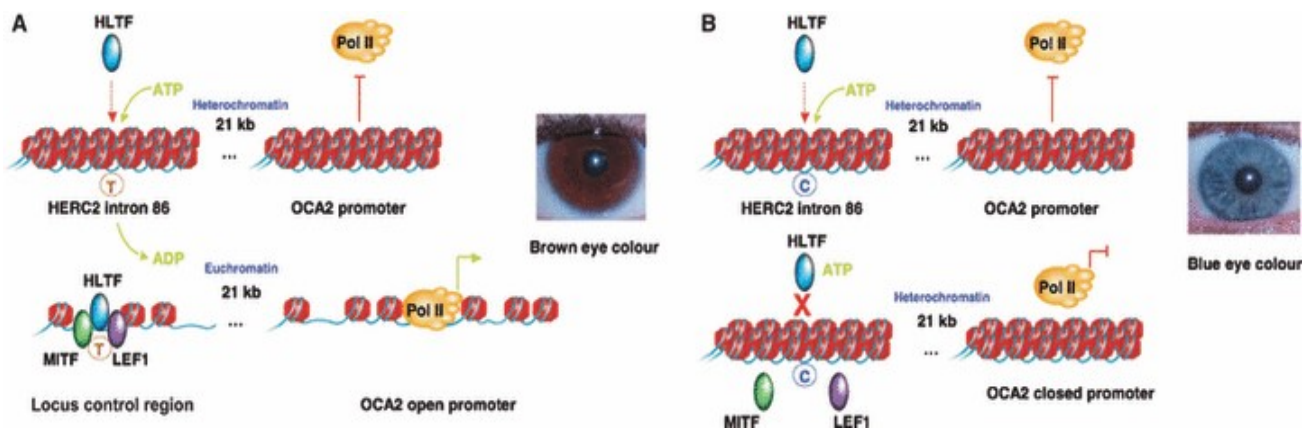 A
HLTF
Pol II
ATP
Heterochromatin
21 kb
...
T
HERC2 intron 86
OCA2 promoter
Brown eye colour
ADP
HLTF
Euchromatin
21 kb
...
Pol II
MITF
T
LEF1
Locus control region
OCA2 open promoter
B
HLTF
Pol II
ATP
Heterochromatin
21 kb
...
C
HERC2 intron 86
OCA2 promoter
Blue eye colour
HLTF
ATP
Pol II
X
Heterochromatin
21 kb
...
C
OCA2 closed promoter
MITF
LEF1